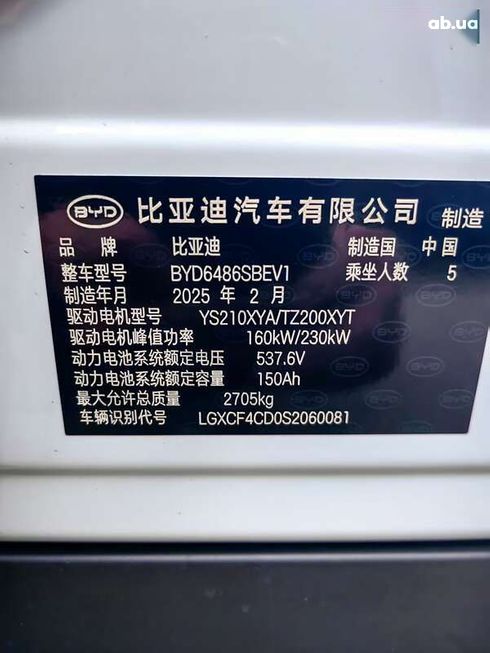 ab.ua
BYD 比亚迪汽车有限公司 制造
品牌 比亚迪 制造国 中国
整车型号 BYD6486SBEV1 乘坐人数 5
制造年月 2025 年 2 月
驱动电机型号 YS210XYA/TZ200XYT
驱动电机峰值功率 160kW/230kW
动力电池系统额定电压 537.6V
动力电池系统额定容量 150Ah
最大允许总质量 2705kg
车辆识别代号 LGXCF4CD0S2060081